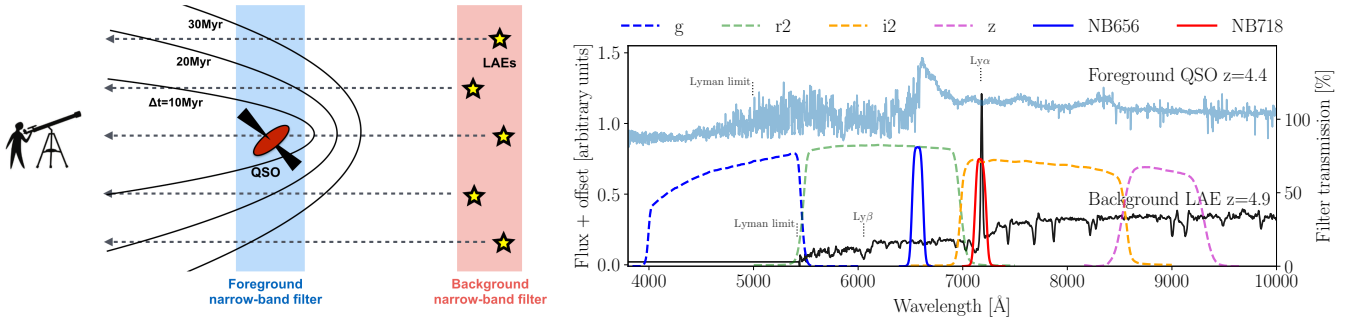 30Myr
20Myr
Δt=10Myr
QSO
LAEs
Foreground
narrow-band filter
Background
narrow-band filter
g
r2
i2
z
NB656
NB718
Flux + offset [arbitrary units]
1.5
1.0
0.5
0.0
Lyman limit
Lyα
Foreground QSO z=4.4
Lyman limit
Lyβ
Background LAE z=4.9
100
50
0
Filter transmission [%]
4000
5000
6000
7000
8000
9000
10000
Wavelength [Å]